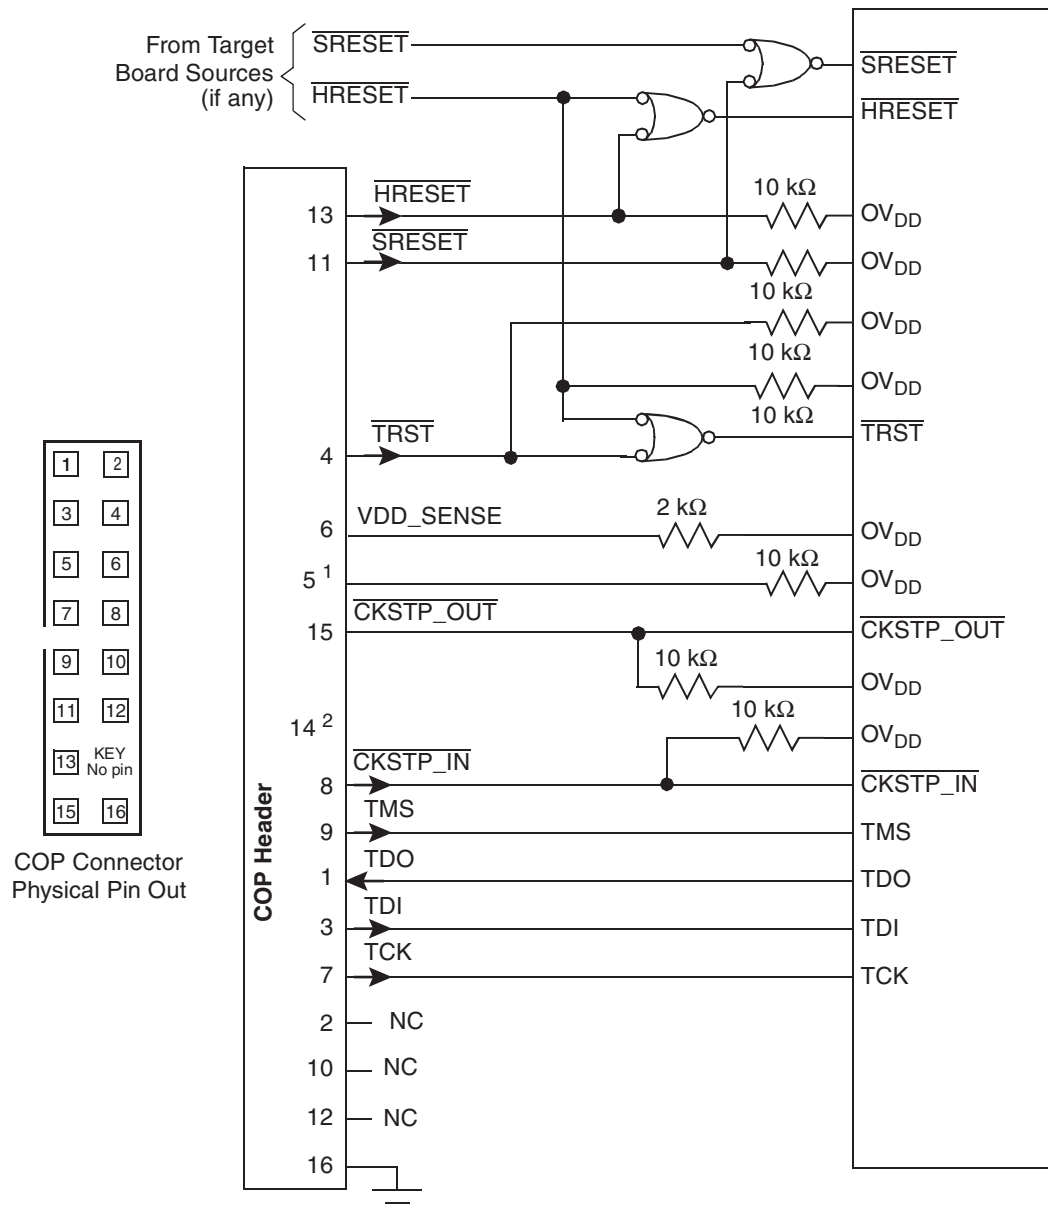 From Target
Board Sources
(if any)
SRESET
HRESET
SRESET
HRESET
13
HRESET
10 kΩ
OVDD
11
SRESET
OVDD
10 kΩ
OVDD
10 kΩ
OVDD
10 kΩ
4
TRST
TRST
6
VDD_SENSE
2 kΩ
OVDD
5 1
10 kΩ
OVDD
15
CKSTP_OUT
CKSTP_OUT
10 kΩ
OVDD
14 2
10 kΩ
OVDD
8
CKSTP_IN
CKSTP_IN
9
TMS
TMS
1
TDO
TDO
3
TDI
TDI
7
TCK
TCK
2
NC
10
NC
12
NC
16
COP Header
1 2
3 4
5 6
7 8
9 10
11 12
13 KEY
No pin
15 16
COP Connector
Physical Pin Out